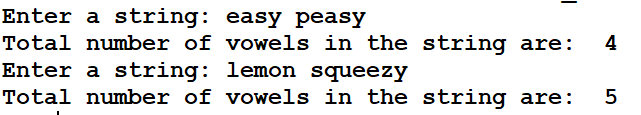 Enter a string: easy peasy
Total number of vowels in the string are:  4
Enter a string: lemon squeezy
Total number of vowels in the string are:  5